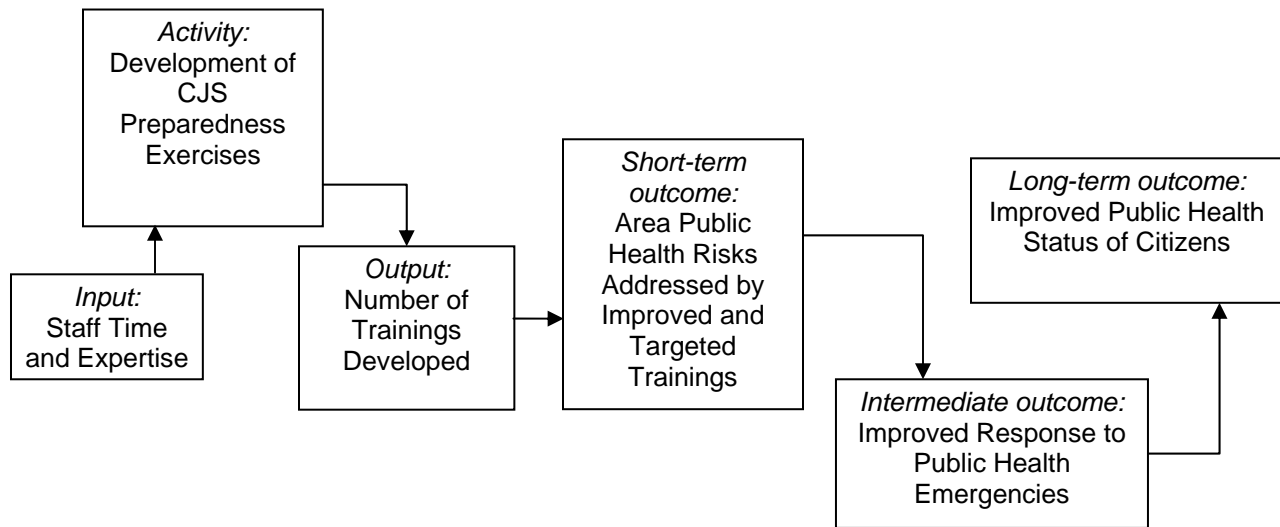 Activity:
Development of
CJS
Preparedness
Exercises
Input:
Staff Time
and Expertise
Output:
Number of
Trainings
Developed
Short-term
outcome:
Area Public
Health Risks
Addressed by
Improved and
Targeted
Trainings
Intermediate outcome:
Improved Response to
Public Health
Emergencies
Long-term outcome:
Improved Public Health
Status of Citizens